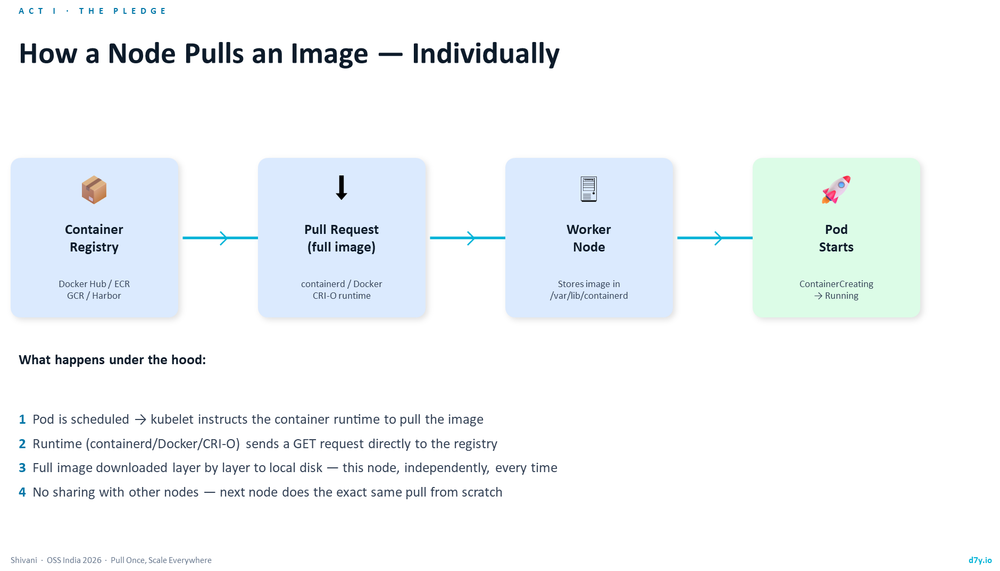 ACT I · THE PLEDGE
How a Node Pulls an Image — Individually
Container
Registry
Docker Hub / ECR
GCR / Harbor
Pull Request
(full image)
containerd / Docker
CRI-O runtime
Worker
Node
Stores image in
/var/lib/containerd
Pod
Starts
ContainerCreating
→ Running
What happens under the hood:
1 Pod is scheduled → kubelet instructs the container runtime to pull the image
2 Runtime (containerd/Docker/CRI-O) sends a GET request directly to the registry
3 Full image downloaded layer by layer to local disk — this node, independently, every time
4 No sharing with other nodes — next node does the exact same pull from scratch
Shivani · OSS India 2026 · Pull Once, Scale Everywhere
d7y.io